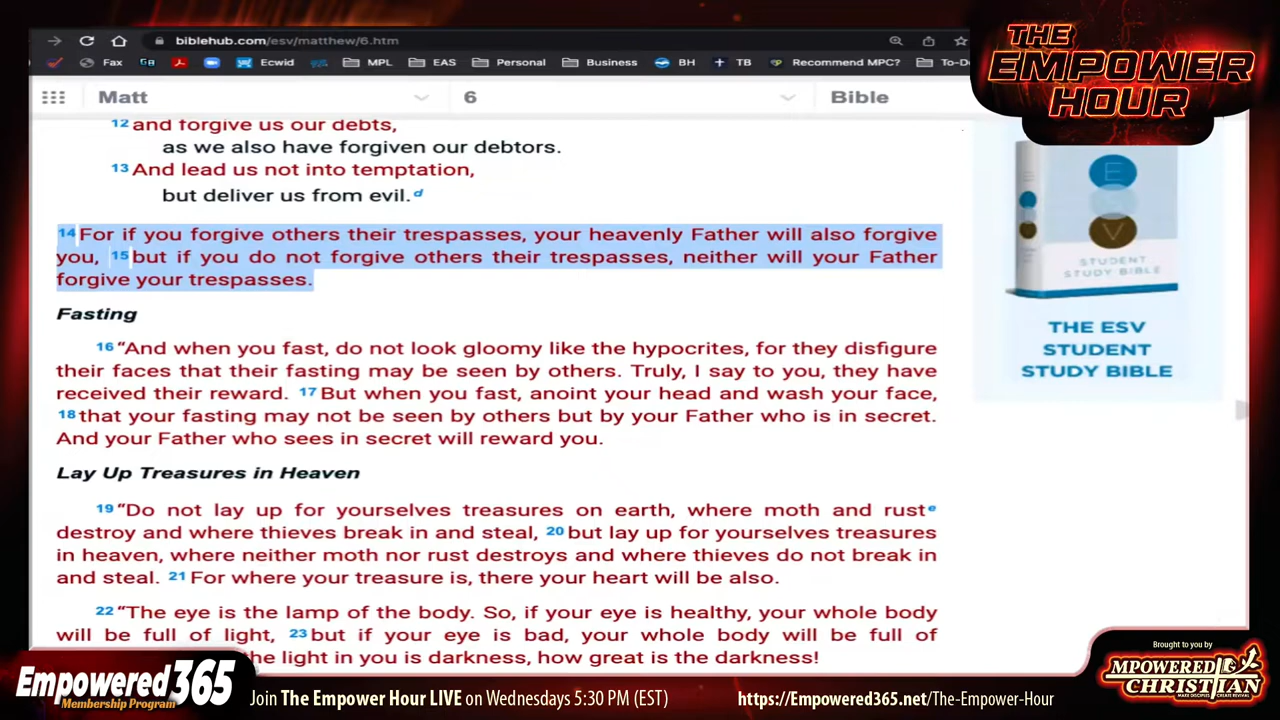 biblehub.com/esv/matthew/6.htm
THE
EMPOWER
HOUR
Fax
Ecwid
MPL
EAS
Personal
Business
BH
TB
Recommend MPC?
To-D
Matt
6
Bible
12 and forgive us our debts,
as we also have forgiven our debtors.
13 And lead us not into temptation,
but deliver us from evil. d
14 For if you forgive others their trespasses, your heavenly Father will also forgive
you, 15 but if you do not forgive others their trespasses, neither will your Father
forgive your trespasses.
Fasting
16 “And when you fast, do not look gloomy like the hypocrites, for they disfigure
their faces that their fasting may be seen by others. Truly, I say to you, they have
received their reward. 17 But when you fast, anoint your head and wash your face,
18 that your fasting may not be seen by others but by your Father who is in secret.
And your Father who sees in secret will reward you.
Lay Up Treasures in Heaven
19 “Do not lay up for yourselves treasures on earth, where moth and rust e
destroy and where thieves break in and steal, 20 but lay up for yourselves treasures
in heaven, where neither moth nor rust destroys and where thieves do not break in
and steal. 21 For where your treasure is, there your heart will be also.
22 “The eye is the lamp of the body. So, if your eye is healthy, your whole body
will be full of light, 23 but if your eye is bad, your whole body will be full of
the light in you is darkness, how great is the darkness!
E
S
V
STUDENT
STUDY BIBLE
THE ESV
STUDENT
STUDY BIBLE
Empowered365
Membership Program
Join The Empower Hour LIVE on Wednesdays 5:30 PM (EST)
https://Empowered365.net/The-Empower-Hour
Brought to you by
MPOWERED
CHRISTIAN
MAKE DISCIPLES CREATE REVIVAL